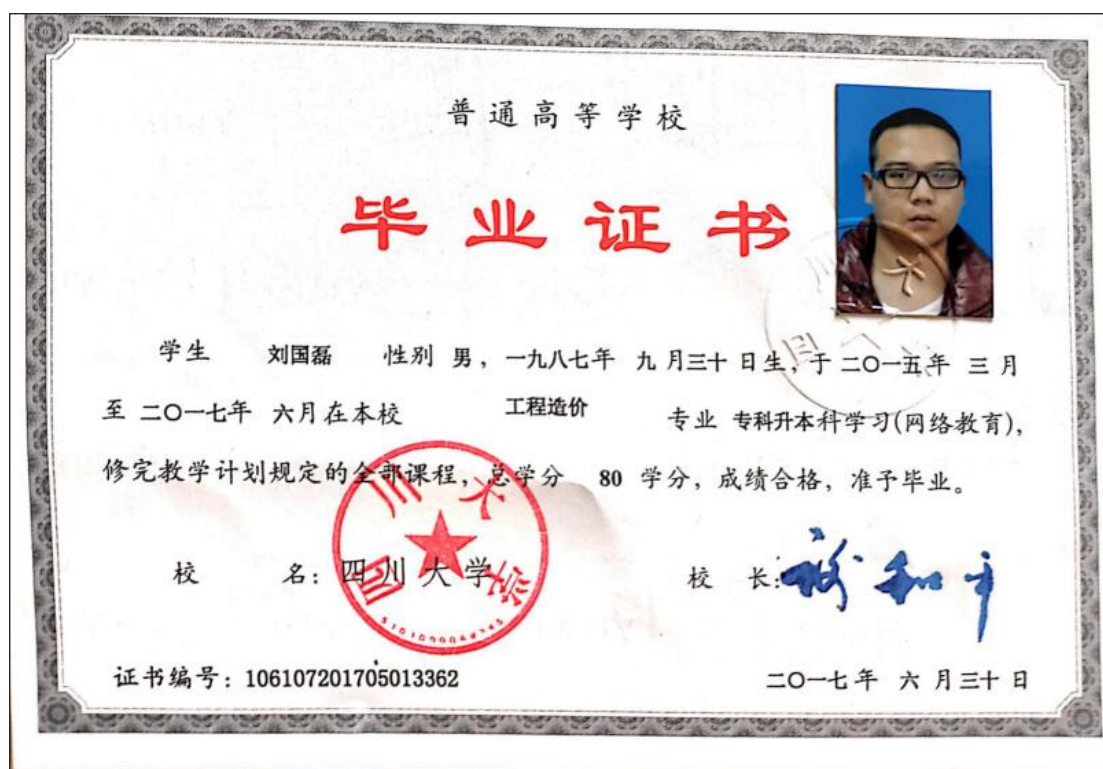 普通高等学校
毕业证书
学生 刘国磊 性别 男，一九八七年 九月三十日生，于二〇一五年 三月
至 二〇一七年 六月在本校 工程造价 专业 专科升本科学习(网络教育)，
修完教学计划规定的全部课程，总学分 80 学分，成绩合格，准予毕业。
校 名：四川大学
校 长：
四川大学
证书编号：106107201705013362
二〇一七年 六月三十日